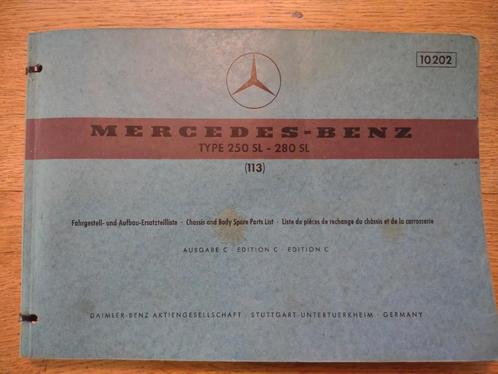 10202
MERCEDES-BENZ
TYPE 250 SL - 280 SL
(113)
Fahrgestell- und Aufbau-Ersatzteilliste · Chassis and Body Spare Parts List · Liste de pièces de rechange du châssis et de la carrosserie
AUSGABE C · EDITION C · EDITION C
DAIMLER-BENZ AKTIENGESELLSCHAFT · STUTTGART-UNTERTUERKHEIM · GERMANY